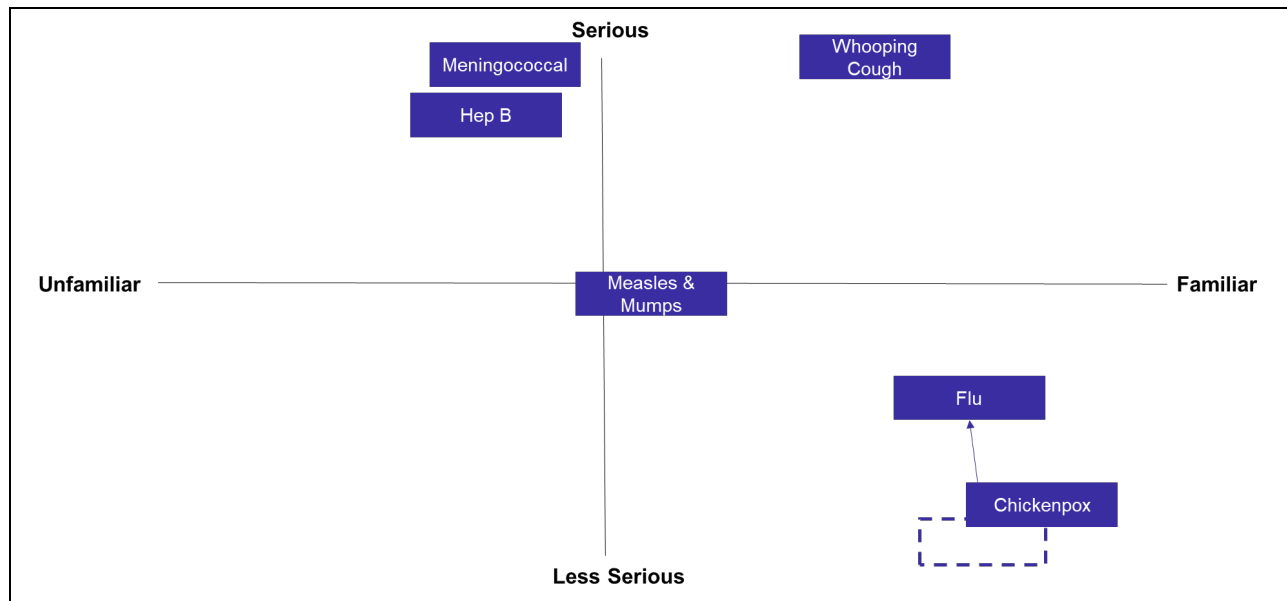 Serious
Whooping
Cough
Meningococcal
Hep B
Unfamiliar
Measles &
Mumps
Familiar
Flu
Chickenpox
Less Serious